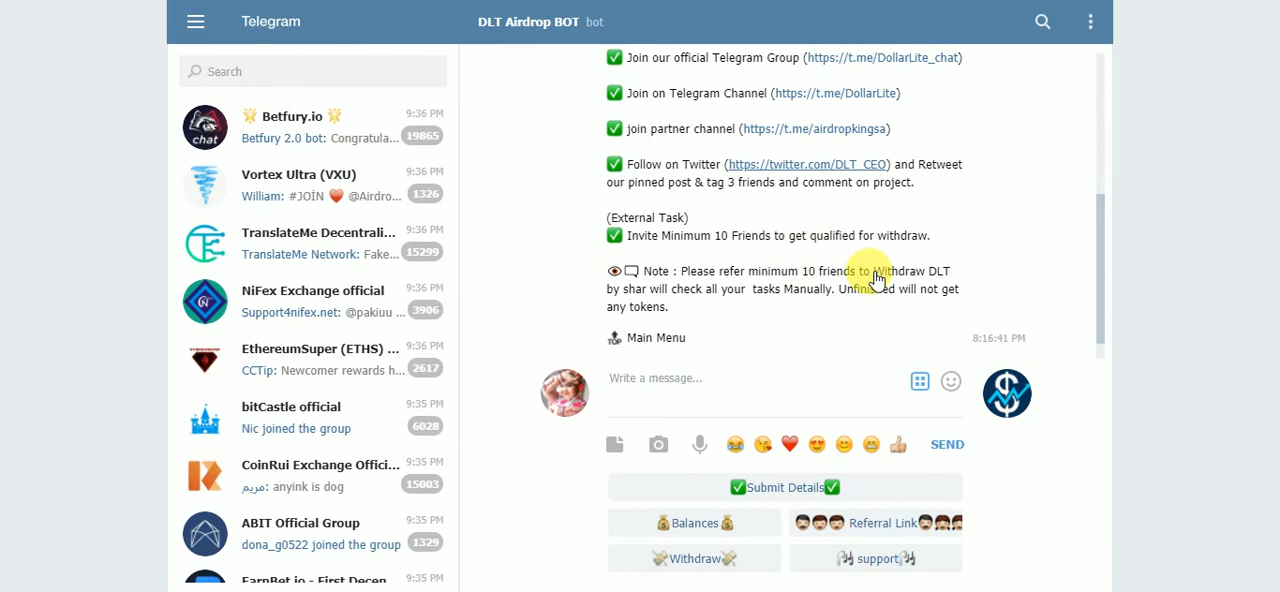 Telegram
DLT Airdrop BOT bot
Search
Betfury.io 9:36 PM
Betfury 2.0 bot: Congratula... 19865
chat
Vortex Ultra (VXU) 9:36 PM
William: #JOİN ❤️ @Airdro... 1326
TranslateMe Decentrali... 9:36 PM
TranslateMe Network: Fake... 15299
NiFex Exchange official 9:36 PM
Support4nifex.net: @pakiuu ... 3906
EthereumSuper (ETHS) ... 9:36 PM
CCTip: Newcomer rewards h... 2617
bitCastle official 9:35 PM
Nic joined the group 6028
CoinRui Exchange Offici... 9:35 PM
مريم: anyink is dog 15003
ABIT Official Group 9:35 PM
dona_g0522 joined the group 1329
EarnBet.io - First Decen... 9:35 PM
✅ Join our official Telegram Group (https://t.me/DollarLite_chat)
✅ Join on Telegram Channel (https://t.me/DollarLite)
✅ join partner channel (https://t.me/airdropkingsa)
✅ Follow on Twitter (https://twitter.com/DLT_CEO) and Retweet
our pinned post & tag 3 friends and comment on project.
(External Task)
✅ Invite Minimum 10 Friends to get qualified for withdraw.
👁️‍🗨️ Note : Please refer minimum 10 friends to Withdraw DLT
by shar will check all your tasks Manually. Unfinished will not get
any tokens.
🔝 Main Menu 8:16:41 PM
Write a message...
SEND
✅Submit Details✅
💰Balances💰
Referral Link
💸Withdraw💸
support